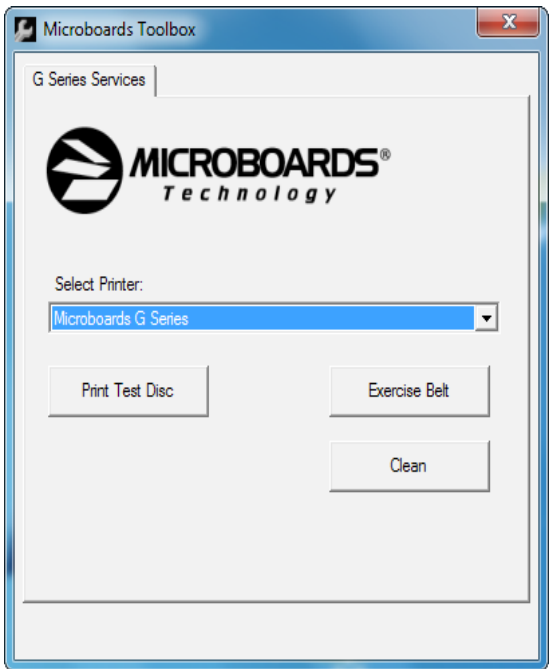 Microboards Toolbox
G Series Services
MICROBOARDS®
Technology
Select Printer:
Microboards G Series
Print Test Disc
Exercise Belt
Clean